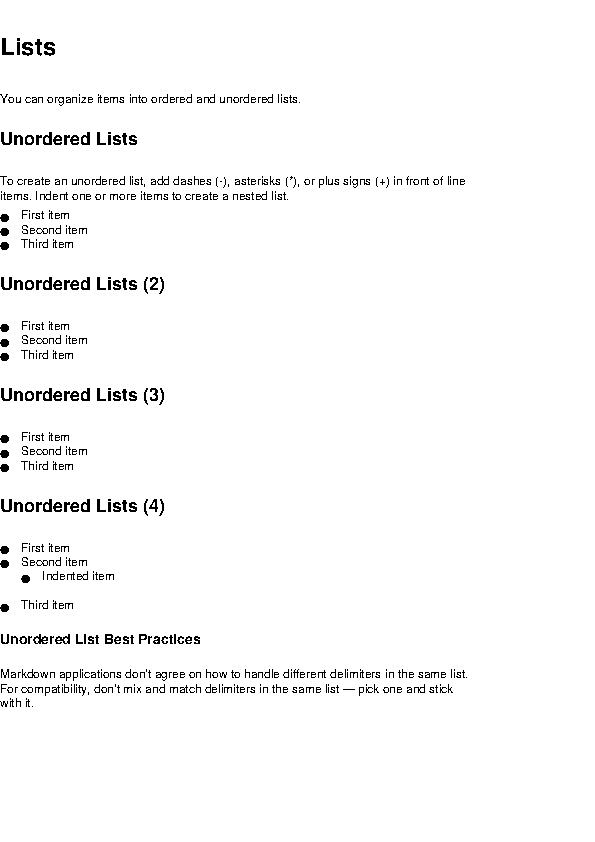 Lists
You can organize items into ordered and unordered lists.
Unordered Lists
To create an unordered list, add dashes (-), asterisks (*), or plus signs (+) in front of line
items. Indent one or more items to create a nested list.
● First item
● Second item
● Third item
Unordered Lists (2)
● First item
● Second item
● Third item
Unordered Lists (3)
● First item
● Second item
● Third item
Unordered Lists (4)
● First item
● Second item
● Indented item
● Third item
Unordered List Best Practices
Markdown applications don't agree on how to handle different delimiters in the same list.
For compatibility, don't mix and match delimiters in the same list — pick one and stick
with it.